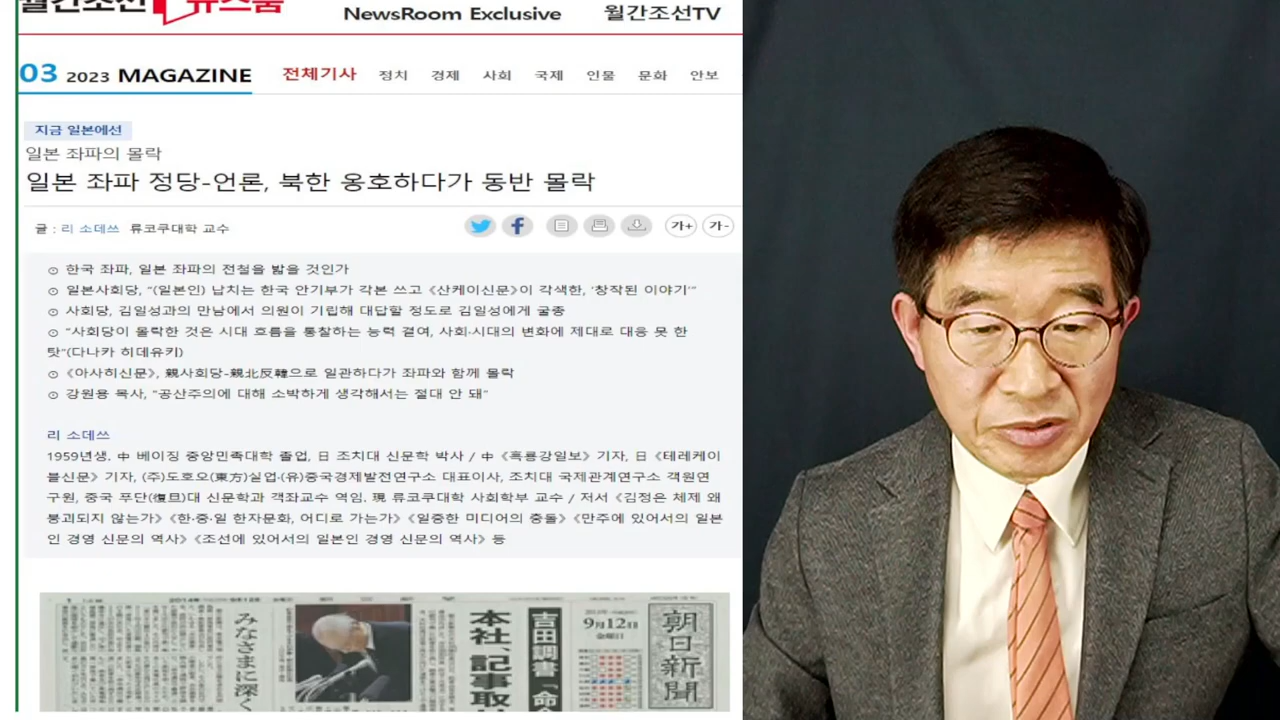 월간조선 뉴스룸
NewsRoom Exclusive 월간조선TV
03 2023 MAGAZINE 전체기사 정치 경제 사회 국제 인물 문화 안보
지금 일본에선
일본 좌파의 몰락
일본 좌파 정당-언론, 북한 옹호하다가 동반 몰락
글 : 리 소데쓰 류코쿠대학 교수
가+ 가-
⊙ 한국 좌파, 일본 좌파의 전철을 밟을 것인가
⊙ 일본사회당, “(일본인) 납치는 한국 안기부가 각본 쓰고 《산케이신문》이 각색한, ‘창작된 이야기’”
⊙ 사회당, 김일성과의 만남에서 의원이 기립해 대답할 정도로 김일성에게 굴종
⊙ “사회당이 몰락한 것은 시대 흐름을 통찰하는 능력 결여, 사회·시대의 변화에 제대로 대응 못 한
탓”(다나카 히데유키)
⊙ 《아사히신문》, 親사회당-親北反韓으로 일관하다가 좌파와 함께 몰락
⊙ 강원용 목사, “공산주의에 대해 소박하게 생각해서는 절대 안 돼”
리 소데쓰
1959년생. 中 베이징 중앙민족대학 졸업, 日 조치대 신문학 박사 / 中 《흑룡강일보》 기자, 日 《테레케이
블신문》 기자, (주)도호오(東方)실업·(유)중국경제발전연구소 대표이사, 조치대 국제관계연구소 객원연
구원, 중국 푸단(復旦)대 신문학과 객좌교수 역임. 現 류코쿠대학 사회학부 교수 / 저서 《김정은 체제 왜
붕괴되지 않는가》 《한·중·일 한자문화, 어디로 가는가》 《일중한 미디어의 충돌》 《만주에 있어서의 일본
인 경영 신문의 역사》 《조선에 있어서의 일본인 경영 신문의 역사》 등
朝日新聞
9月12日
金曜日
吉田調書「命
本社、記事取
みなさまに深く